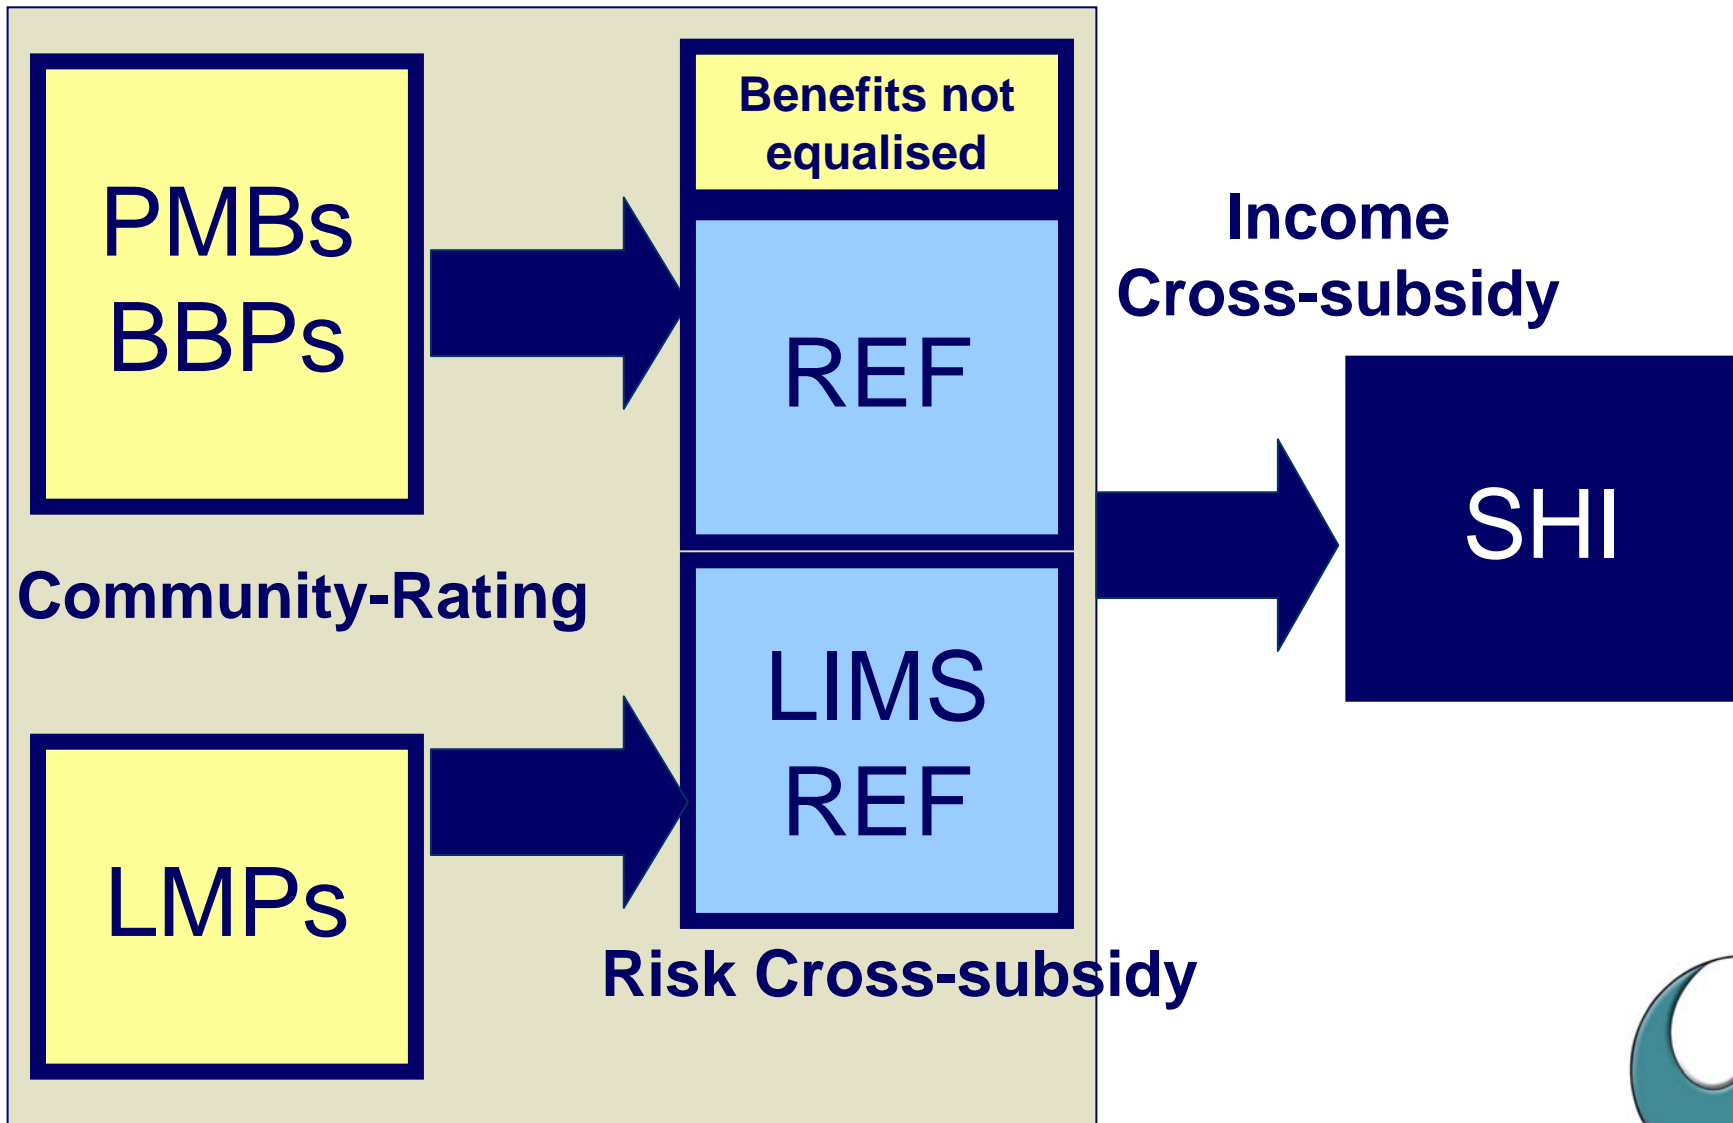 PMBs
BBPs
Benefits not
equalised
REF
Income
Cross-subsidy
SHI
Community-Rating
LIMS
REF
LMPs
Risk Cross-subsidy